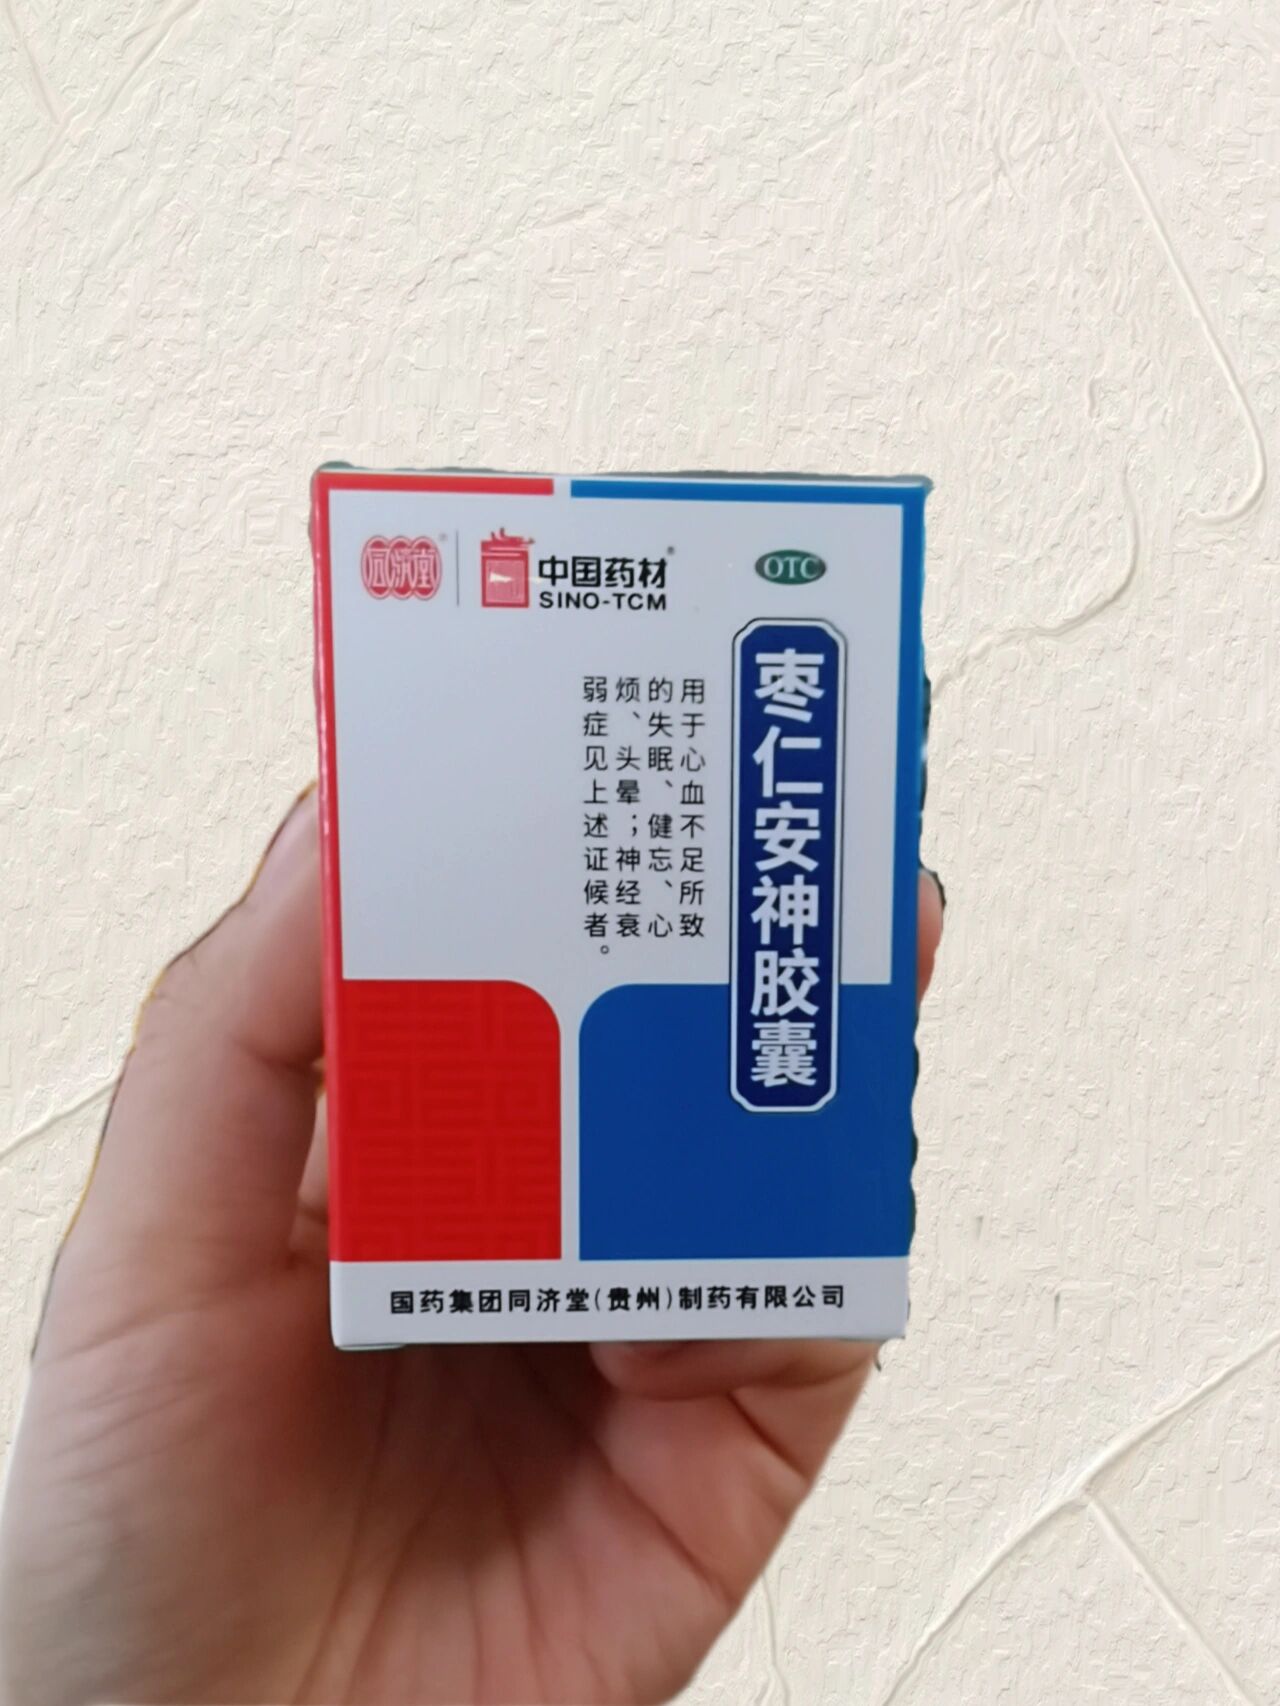 同济堂
中国药材
SINO-TCM
OTC
枣仁安神胶囊
用于心血不足所致
的失眠、健忘、心
烦、头晕；神经衰
弱症见上述证候者。
国药集团同济堂(贵州)制药有限公司